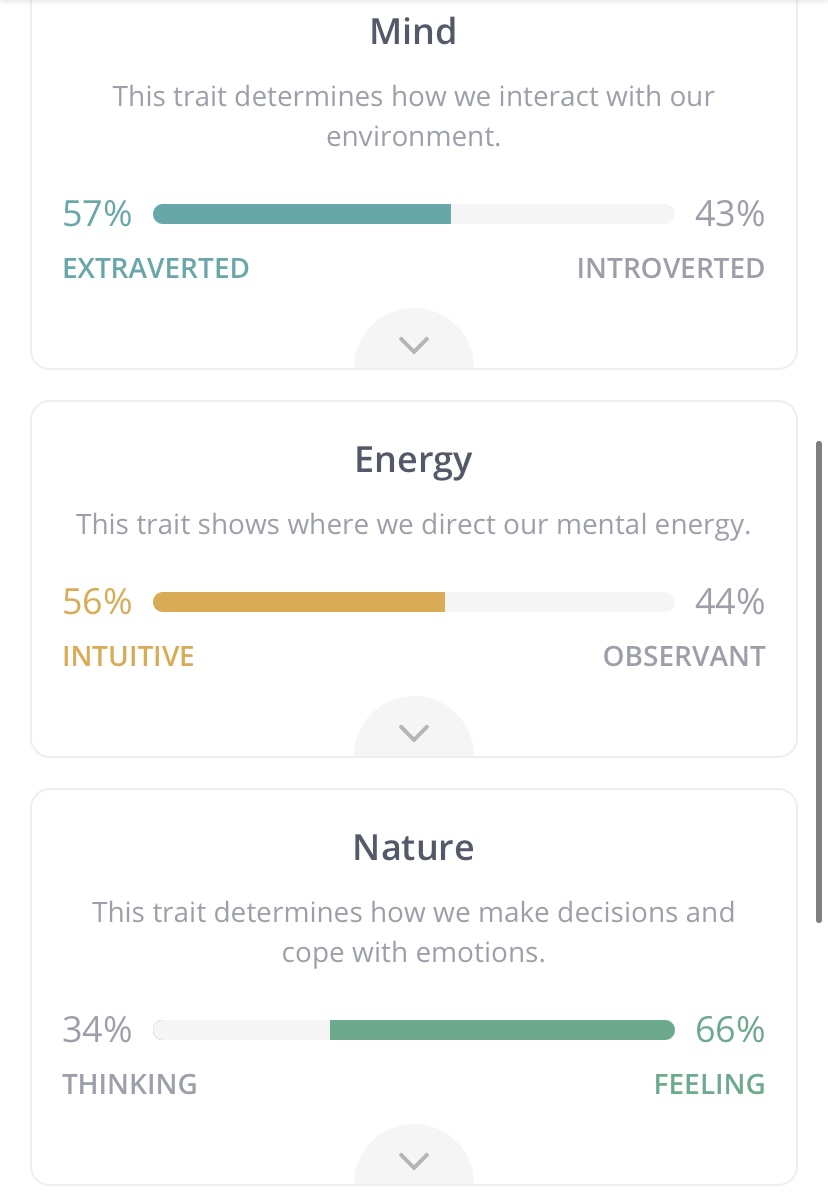 Mind
This trait determines how we interact with our
environment.
57% 43%
EXTRAVERTED INTROVERTED
Energy
This trait shows where we direct our mental energy.
56% 44%
INTUITIVE OBSERVANT
Nature
This trait determines how we make decisions and
cope with emotions.
34% 66%
THINKING FEELING